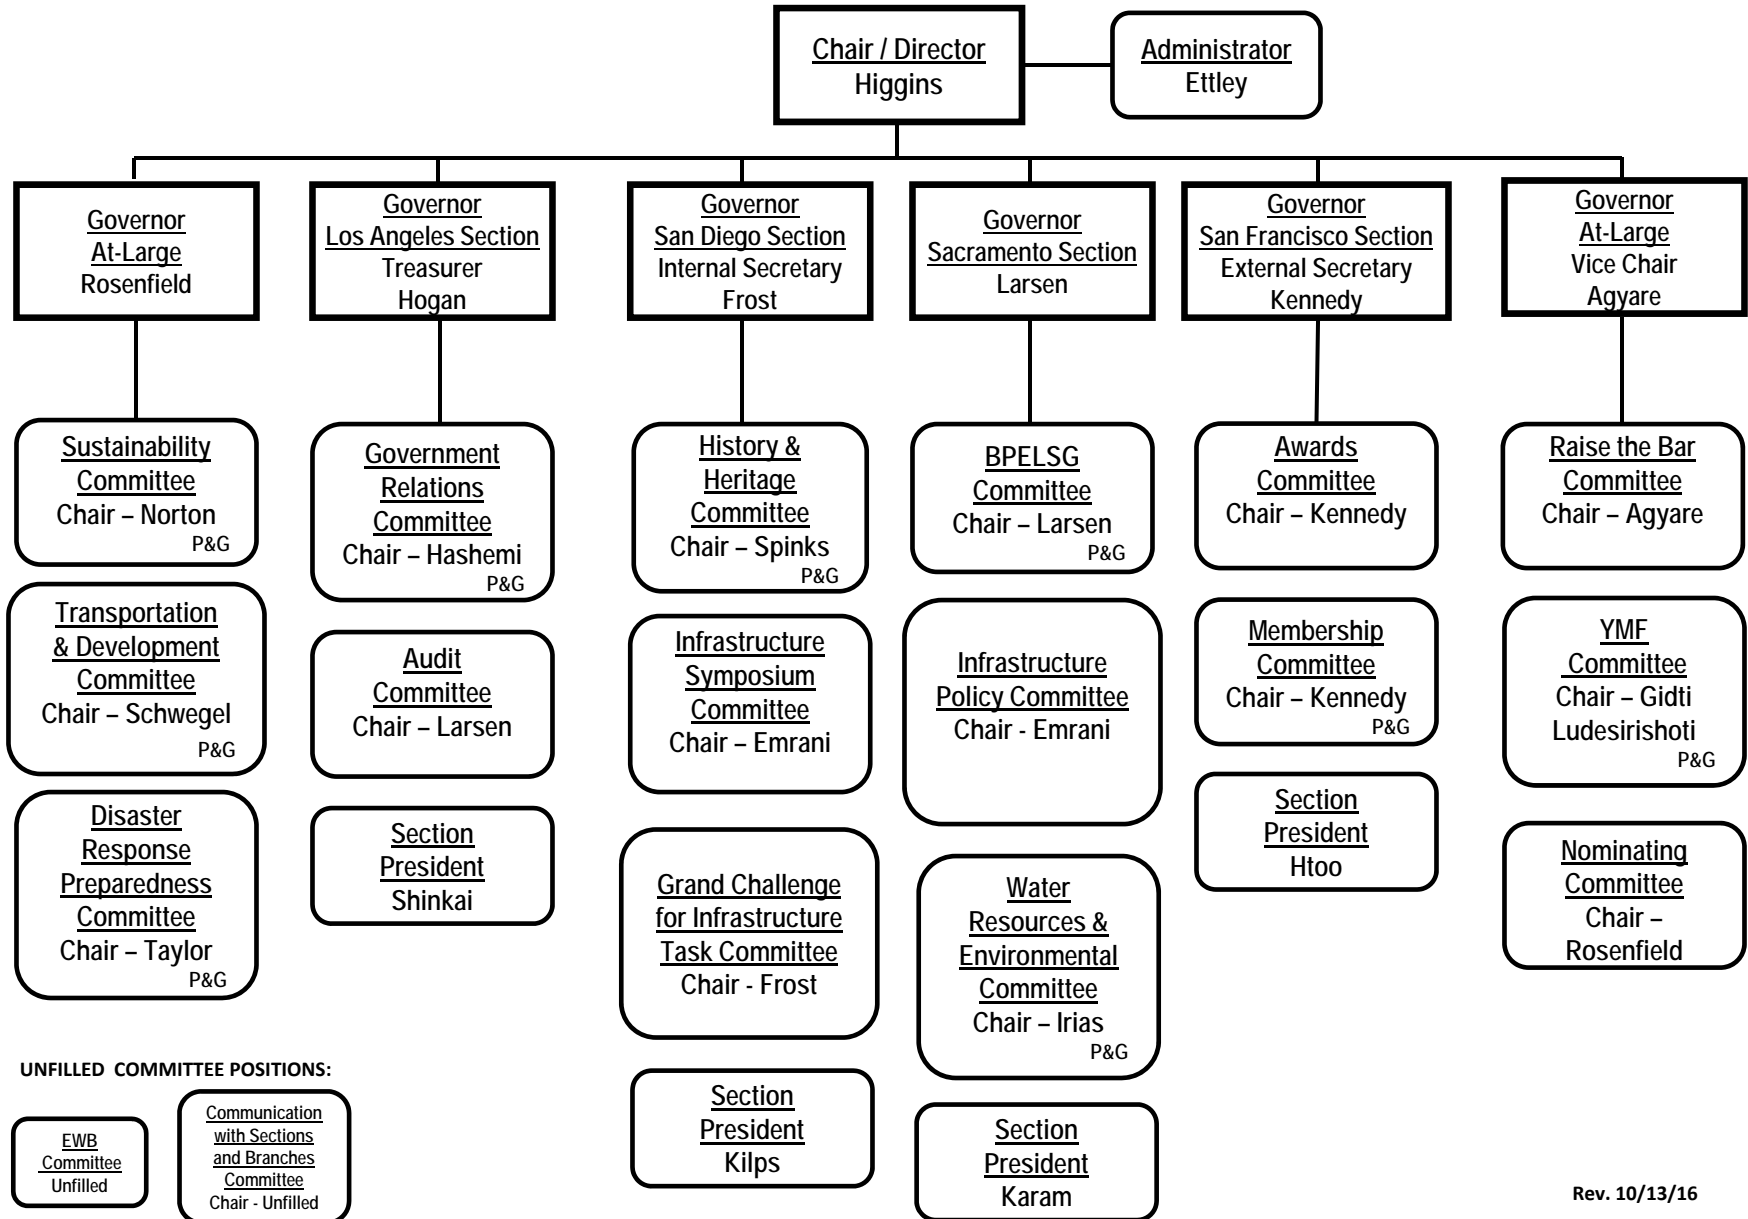 Chair / Director
Higgins
Administrator
Ettley
Governor
At-Large
Rosenfield
Governor
Los Angeles Section
Treasurer
Hogan
Governor
San Diego Section
Internal Secretary
Frost
Governor
Sacramento Section
Larsen
Governor
San Francisco Section
External Secretary
Kennedy
Governor
At-Large
Vice Chair
Agyare
Sustainability
Committee
Chair – Norton
P&G
Transportation
& Development
Committee
Chair – Schwegel
P&G
Disaster
Response
Preparedness
Committee
Chair – Taylor
P&G
Government
Relations
Committee
Chair – Hashemi
P&G
Audit
Committee
Chair – Larsen
Section
President
Shinkai
History &
Heritage
Committee
Chair – Spinks
P&G
Infrastructure
Symposium
Committee
Chair – Emrani
Grand Challenge
for Infrastructure
Task Committee
Chair - Frost
Section
President
Kilps
BPELSG
Committee
Chair – Larsen
P&G
Infrastructure
Policy Committee
Chair - Emrani
Water
Resources &
Environmental
Committee
Chair – Irias
P&G
Section
President
Karam
Awards
Committee
Chair – Kennedy
Membership
Committee
Chair – Kennedy
P&G
Section
President
Htoo
Raise the Bar
Committee
Chair – Agyare
YMF
Committee
Chair – Gidti
Ludesirishoti
P&G
Nominating
Committee
Chair –
Rosenfield
UNFILLED COMMITTEE POSITIONS:
EWB
Committee
Unfilled
Communication
with Sections
and Branches
Committee
Chair - Unfilled
Rev. 10/13/16